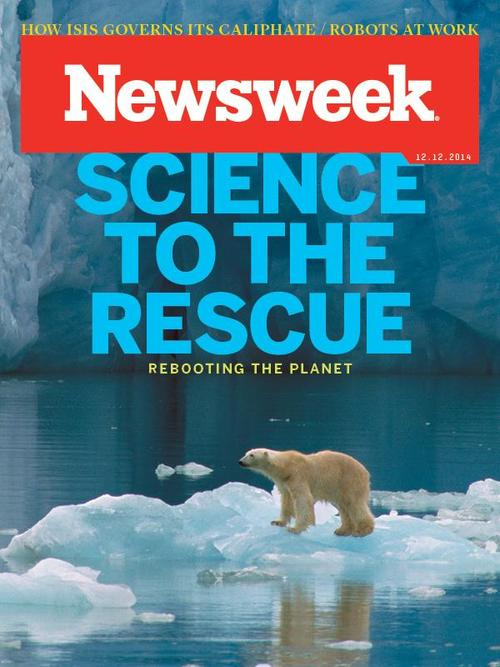 HOW ISIS GOVERNS ITS CALIPHATE / ROBOTS AT WORK
Newsweek
12.12.2014
SCIENCE
TO THE
RESCUE
REBOOTING THE PLANET